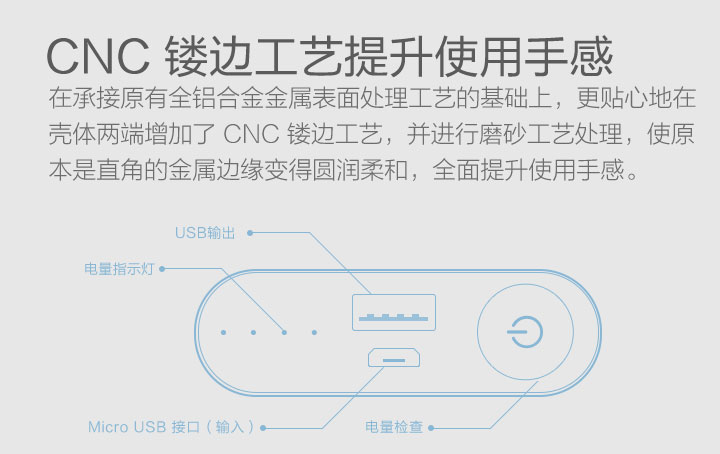 CNC 镂边工艺提升使用手感
在承接原有全铝合金金属表面处理工艺的基础上，更贴心地在
壳体两端增加了 CNC 镂边工艺，并进行磨砂工艺处理，使原
本是直角的金属边缘变得圆润柔和，全面提升使用手感。
USB输出
电量指示灯
Micro USB 接口（输入）
电量检查